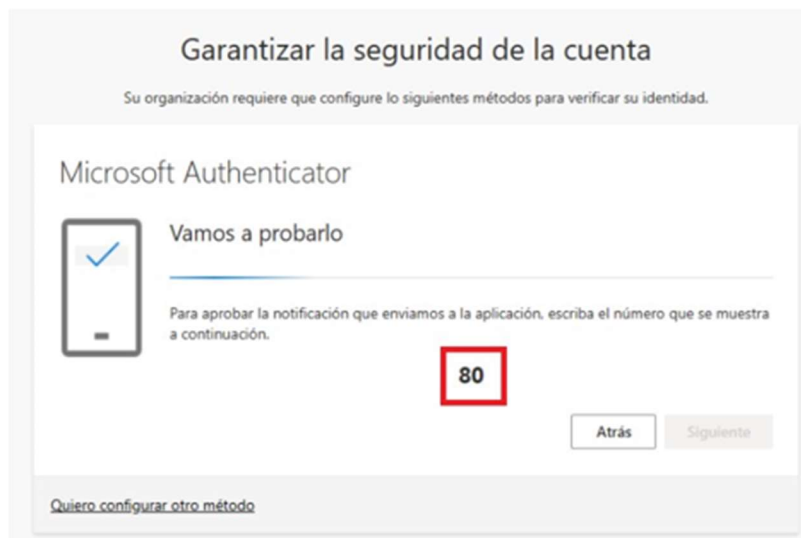 Garantizar la seguridad de la cuenta
Su organización requiere que configure lo siguientes métodos para verificar su identidad.
Microsoft Authenticator
Vamos a probarlo
Para aprobar la notificación que enviamos a la aplicación, escriba el número que se muestra
a continuación.
80
Atrás
Siguiente
Quiero configurar otro método